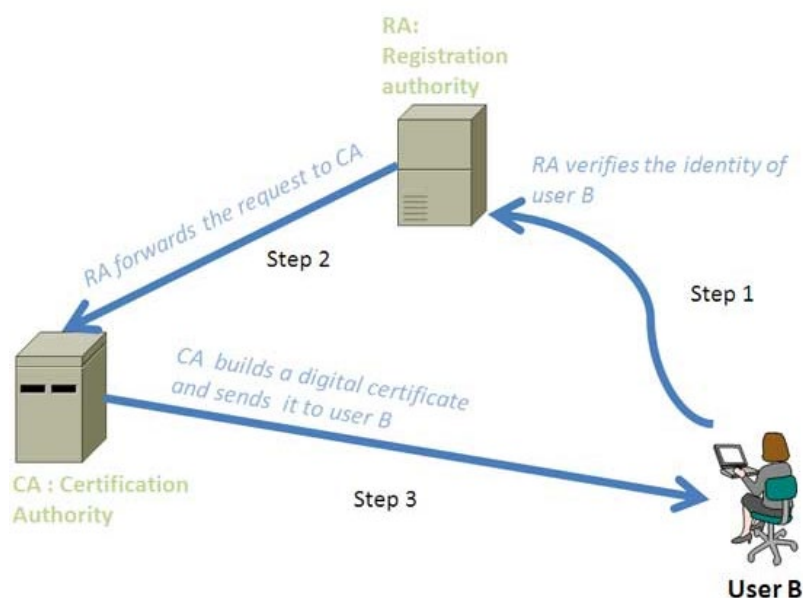 RA:
Registration
authority
RA verifies the identity of
user B
RA forwards the request to CA
Step 2
Step 1
CA builds a digital certificate
and sends it to user B
CA : Certification
Authority
Step 3
User B